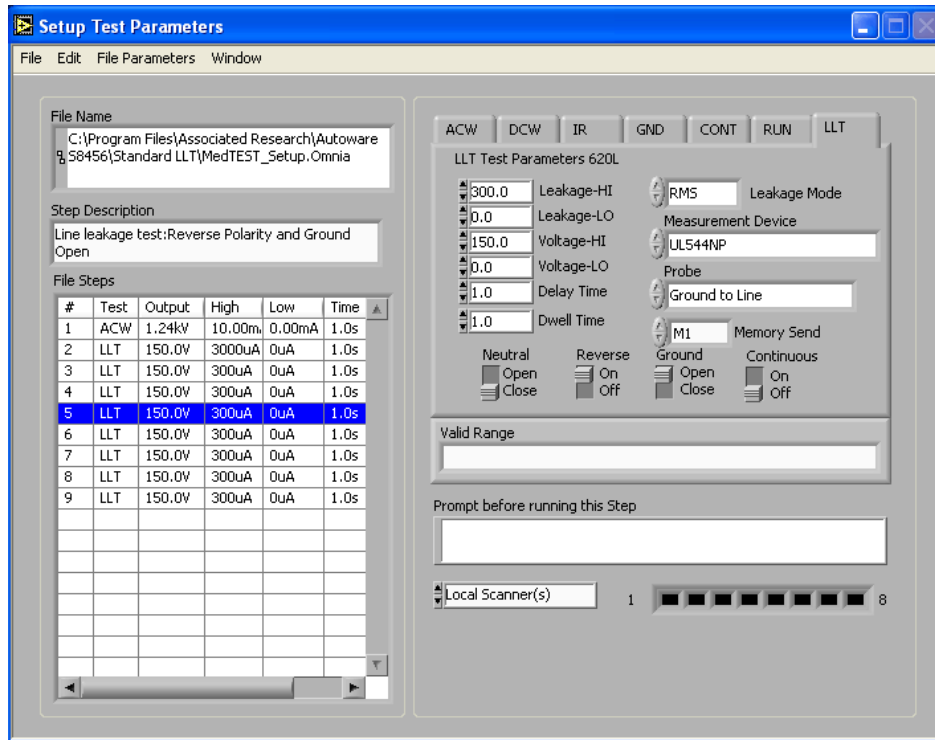 Setup Test Parameters
File Edit File Parameters Window
File Name
C:\Program Files\Associated Research\Autoware
S8456\Standard LLT\MedTEST_Setup.Omnia
Step Description
Line leakage test:Reverse Polarity and Ground
Open
File Steps
# Test Output High Low Time
1 ACW 1.24kV 10.00m 0.00mA 1.0s
2 LLT 150.0V 3000uA 0uA 1.0s
3 LLT 150.0V 300uA 0uA 1.0s
4 LLT 150.0V 300uA 0uA 1.0s
5 LLT 150.0V 300uA 0uA 1.0s
6 LLT 150.0V 300uA 0uA 1.0s
7 LLT 150.0V 300uA 0uA 1.0s
8 LLT 150.0V 300uA 0uA 1.0s
9 LLT 150.0V 300uA 0uA 1.0s
ACW DCW IR GND CONT RUN LLT
LLT Test Parameters 620L
300.0 Leakage-HI
0.0 Leakage-LO
150.0 Voltage-HI
0.0 Voltage-LO
1.0 Delay Time
1.0 Dwell Time
RMS Leakage Mode
Measurement Device
UL544NP
Probe
Ground to Line
M1 Memory Send
Neutral Reverse Ground Continuous
Open On Open On
Close Off Close Off
Valid Range
Prompt before running this Step
Local Scanner(s) 1 8